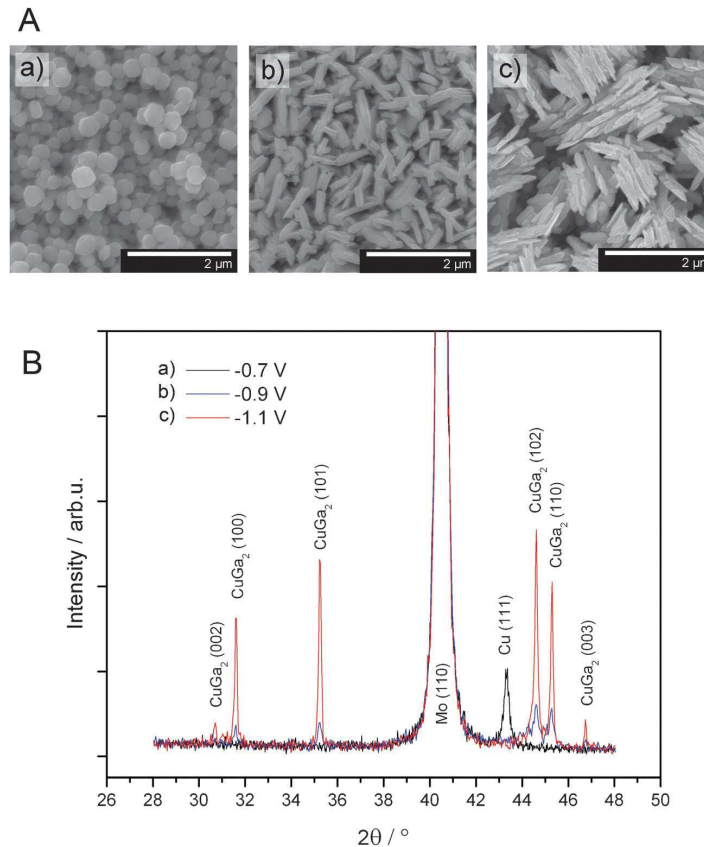 A
a)
b)
c)
2 µm
2 µm
2 µm
B
a) -0.7 V
b) -0.9 V
c) -1.1 V
CuGa2 (002)
CuGa2 (100)
CuGa2 (101)
Mo (110)
Cu (111)
CuGa2 (102)
CuGa2 (110)
CuGa2 (003)
Intensity / arb.u.
26 28 30 32 34 36 38 40 42 44 46 48 50
2θ / °